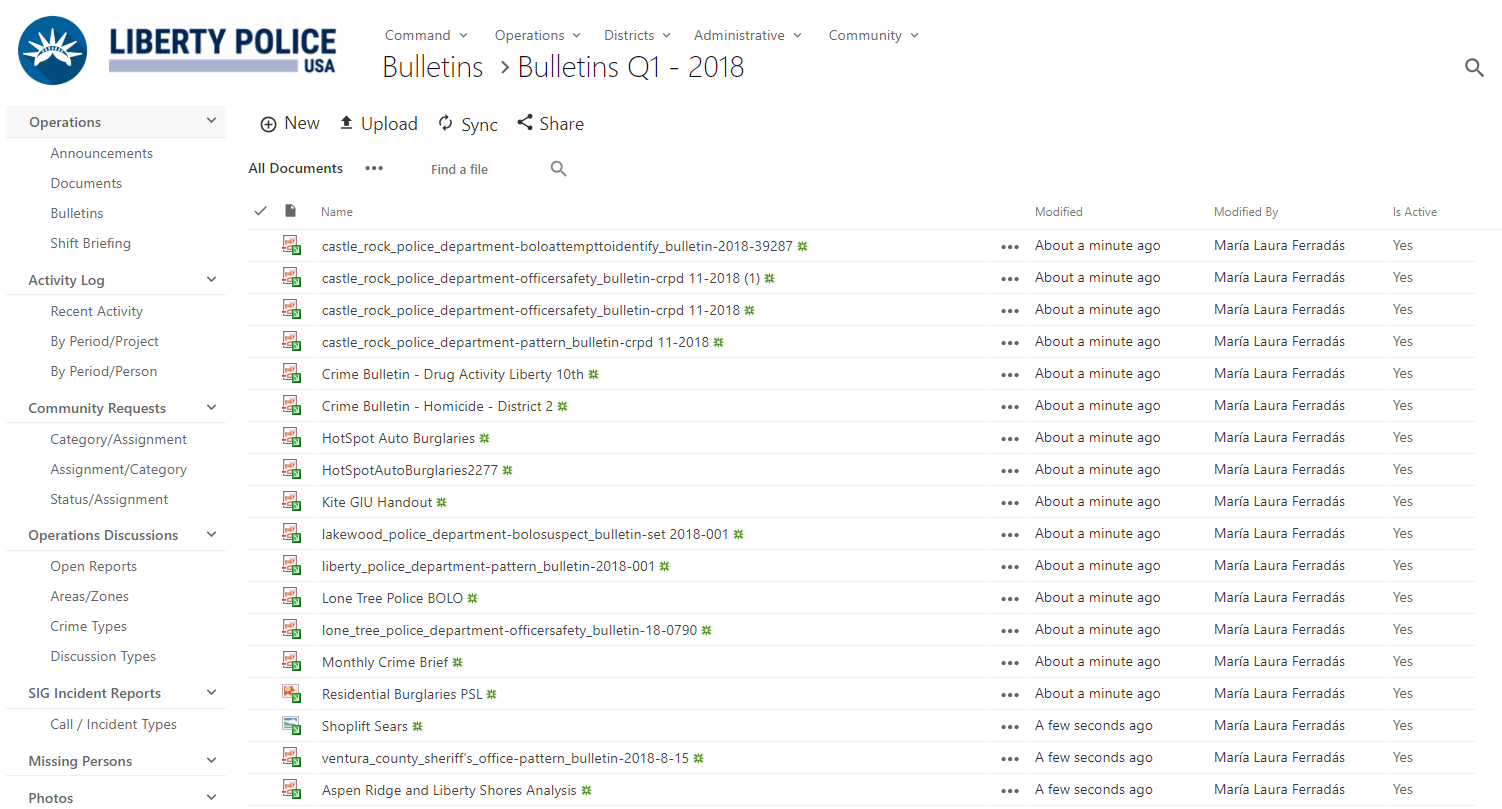 LIBERTY POLICE
USA
Command Operations Districts Administrative Community
Bulletins > Bulletins Q1 - 2018
Operations
Announcements
Documents
Bulletins
Shift Briefing
Activity Log
Recent Activity
By Period/Project
By Period/Person
Community Requests
Category/Assignment
Assignment/Category
Status/Assignment
Operations Discussions
Open Reports
Areas/Zones
Crime Types
Discussion Types
SIG Incident Reports
Call / Incident Types
Missing Persons
Photos
New Upload Sync Share
All Documents ••• Find a file
Name Modified Modified By Is Active
castle_rock_police_department-boloattempttoidentify_bulletin-2018-39287 ••• About a minute ago María Laura Ferradás Yes
castle_rock_police_department-officersafety_bulletin-crpd 11-2018 (1) ••• About a minute ago María Laura Ferradás Yes
castle_rock_police_department-officersafety_bulletin-crpd 11-2018 ••• About a minute ago María Laura Ferradás Yes
castle_rock_police_department-pattern_bulletin-crpd 11-2018 ••• About a minute ago María Laura Ferradás Yes
Crime Bulletin - Drug Activity Liberty 10th ••• About a minute ago María Laura Ferradás Yes
Crime Bulletin - Homicide - District 2 ••• About a minute ago María Laura Ferradás Yes
HotSpot Auto Burglaries ••• About a minute ago María Laura Ferradás Yes
HotSpotAutoBurglaries2277 ••• About a minute ago María Laura Ferradás Yes
Kite GIU Handout ••• About a minute ago María Laura Ferradás Yes
lakewood_police_department-bolosuspect_bulletin-set 2018-001 ••• About a minute ago María Laura Ferradás Yes
liberty_police_department-pattern_bulletin-2018-001 ••• About a minute ago María Laura Ferradás Yes
Lone Tree Police BOLO ••• About a minute ago María Laura Ferradás Yes
lone_tree_police_department-officersafety_bulletin-18-0790 ••• About a minute ago María Laura Ferradás Yes
Monthly Crime Brief ••• About a minute ago María Laura Ferradás Yes
Residential Burglaries PSL ••• About a minute ago María Laura Ferradás Yes
Shoplift Sears ••• A few seconds ago María Laura Ferradás Yes
ventura_county_sheriff's_office-pattern_bulletin-2018-8-15 ••• A few seconds ago María Laura Ferradás Yes
Aspen Ridge and Liberty Shores Analysis ••• A few seconds ago María Laura Ferradás Yes